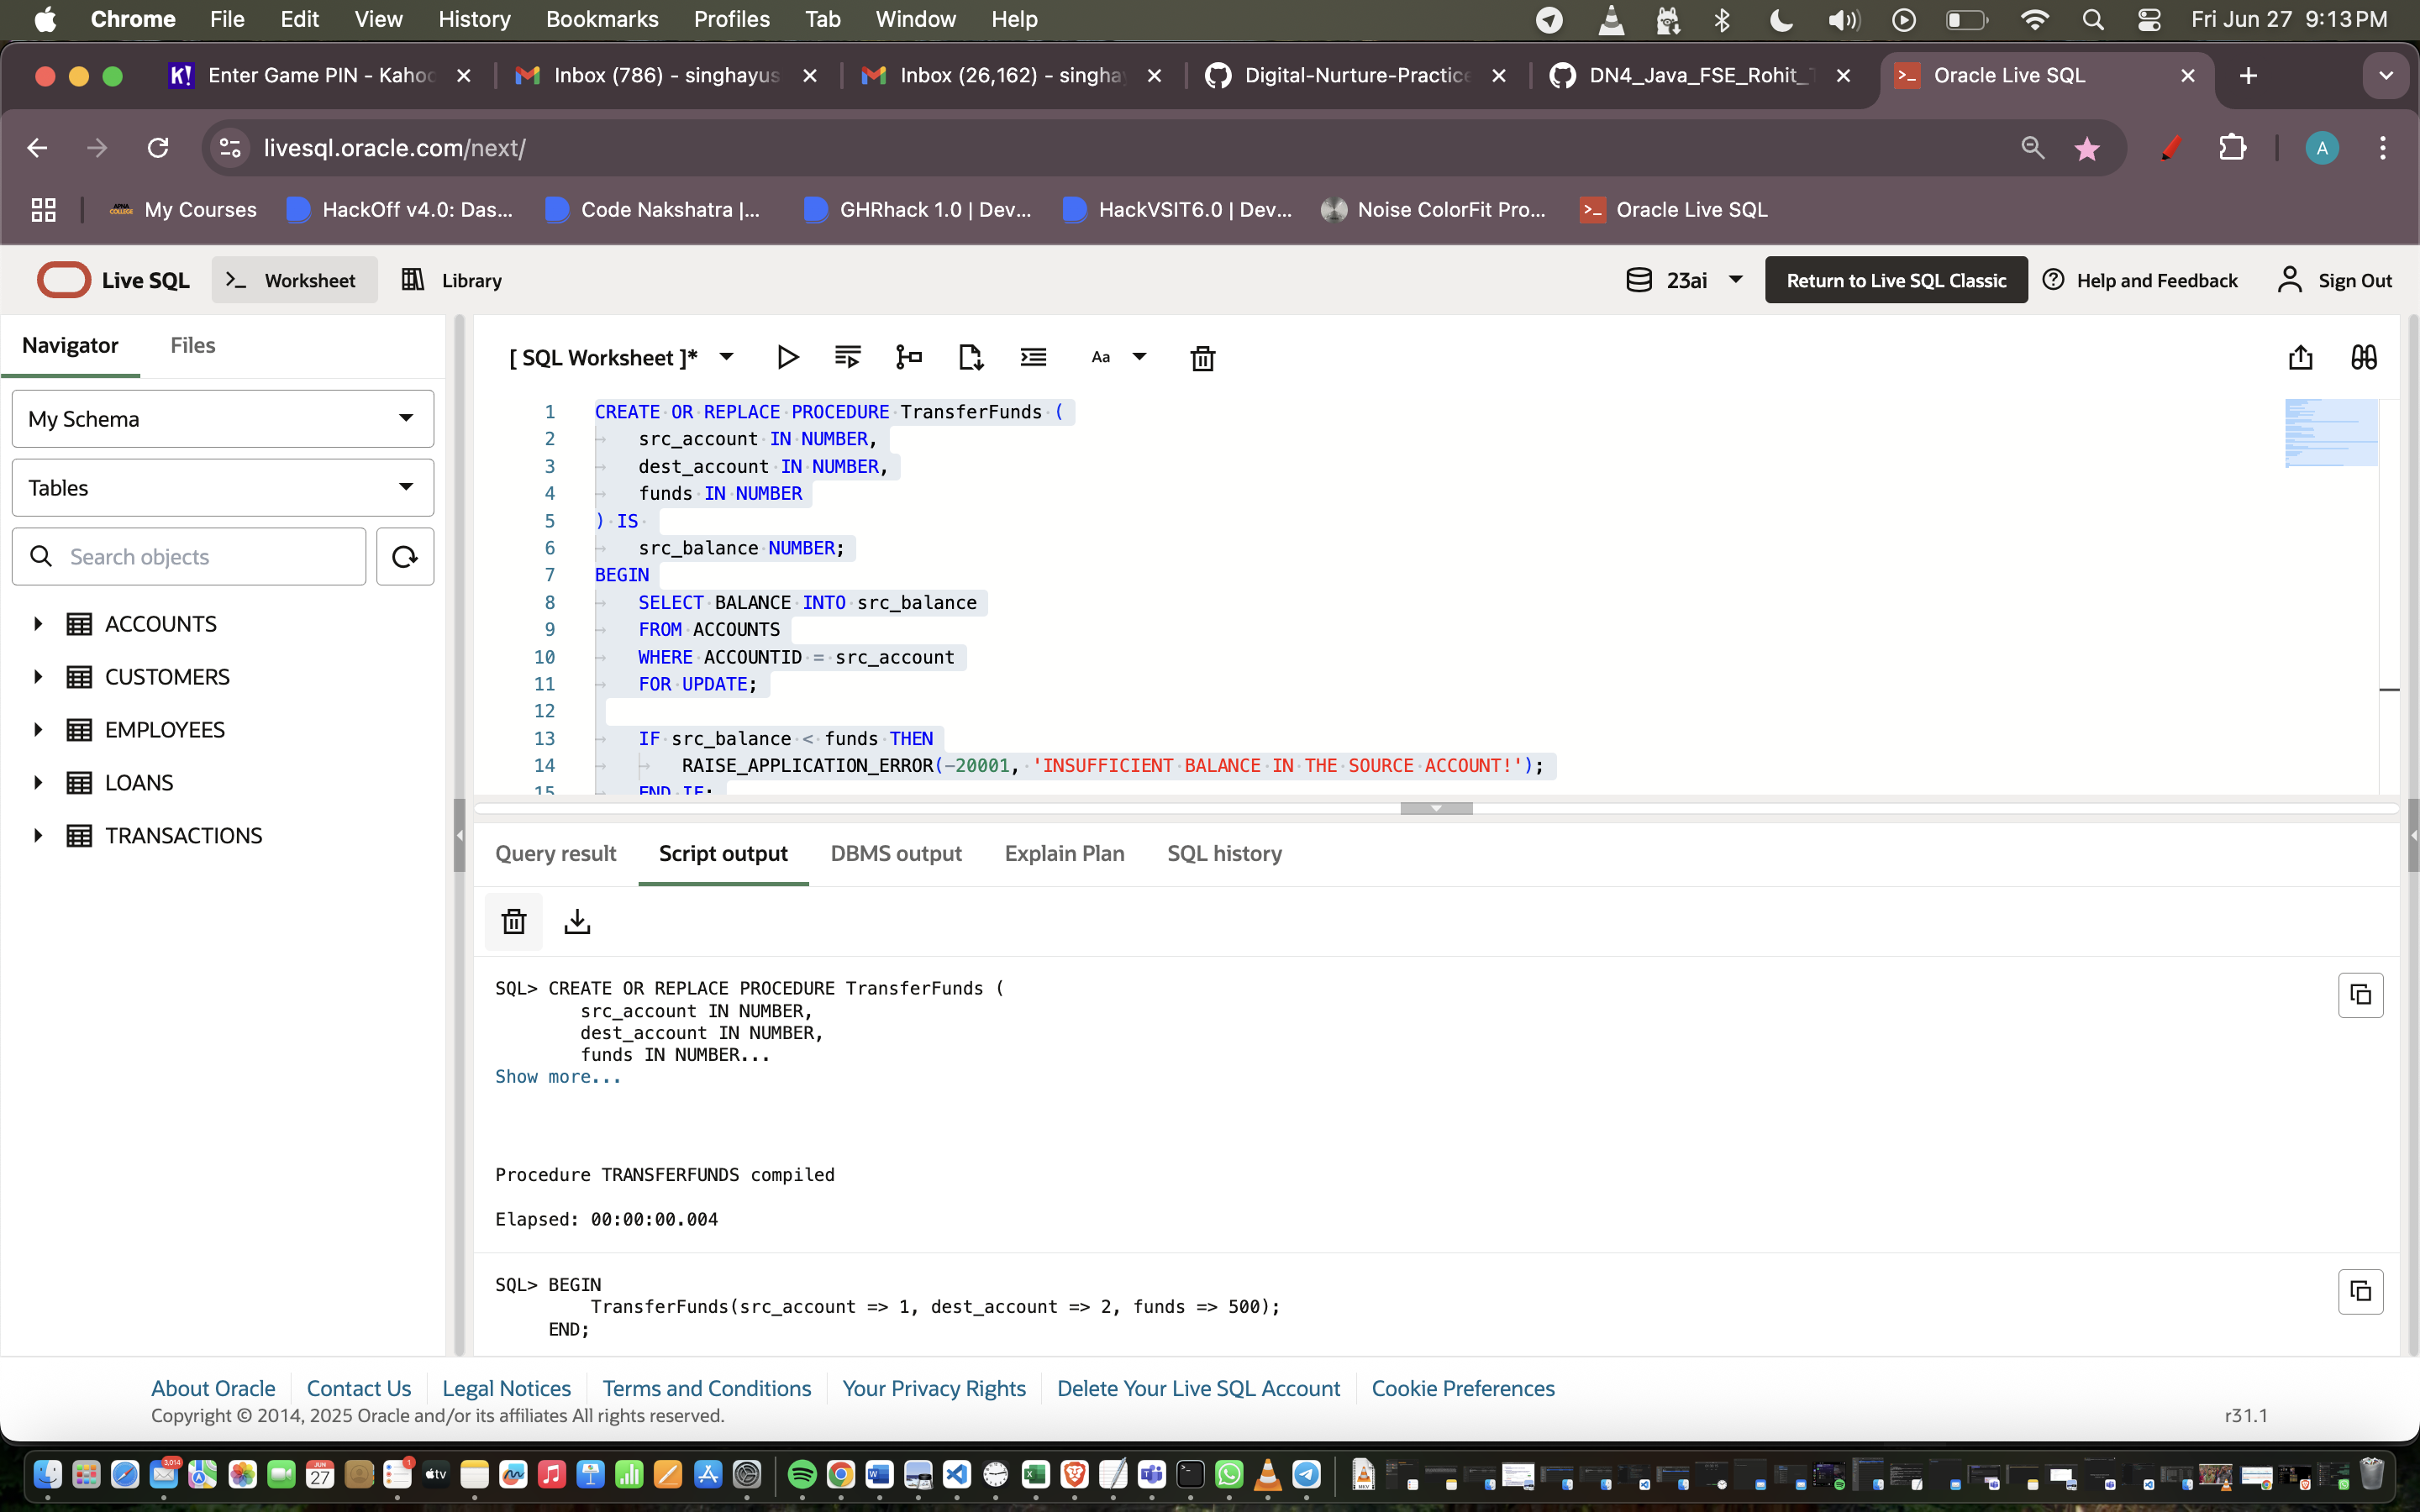 Chrome File Edit View History Bookmarks Profiles Tab Window Help Fri Jun 27 9:13 PM
K! Enter Game PIN - Kahoo Inbox (786) - singhayus Inbox (26,162) - singha Digital-Nurture-Practice DN4_Java_FSE_Rohit_ >_ Oracle Live SQL
livesql.oracle.com/next/ A
APNA COLLEGE My Courses HackOff v4.0: Das... Code Nakshatra |... GHRhack 1.0 | Dev... HackVSIT6.0 | Dev... Noise ColorFit Pro... >_ Oracle Live SQL
Live SQL >_ Worksheet Library 23ai Return to Live SQL Classic Help and Feedback Sign Out
Navigator Files
My Schema
Tables
Search objects
ACCOUNTS
CUSTOMERS
EMPLOYEES
LOANS
TRANSACTIONS
[ SQL Worksheet ]* Aa
1 CREATE OR REPLACE PROCEDURE TransferFunds (
2 src_account IN NUMBER,
3 dest_account IN NUMBER,
4 funds IN NUMBER
5 ) IS
6 src_balance NUMBER;
7 BEGIN
8 SELECT BALANCE INTO src_balance
9 FROM ACCOUNTS
10 WHERE ACCOUNTID = src_account
11 FOR UPDATE;
12
13 IF src_balance < funds THEN
14 RAISE_APPLICATION_ERROR(-20001, 'INSUFFICIENT BALANCE IN THE SOURCE ACCOUNT!');
15 END IF;
Query result Script output DBMS output Explain Plan SQL history
SQL> CREATE OR REPLACE PROCEDURE TransferFunds (
src_account IN NUMBER,
dest_account IN NUMBER,
funds IN NUMBER...
Show more...
Procedure TRANSFERFUNDS compiled
Elapsed: 00:00:00.004
SQL> BEGIN
TransferFunds(src_account => 1, dest_account => 2, funds => 500);
END;
About Oracle Contact Us Legal Notices Terms and Conditions Your Privacy Rights Delete Your Live SQL Account Cookie Preferences
Copyright © 2014, 2025 Oracle and/or its affiliates All rights reserved.
r31.1
3,014 JUN 27 1 tv